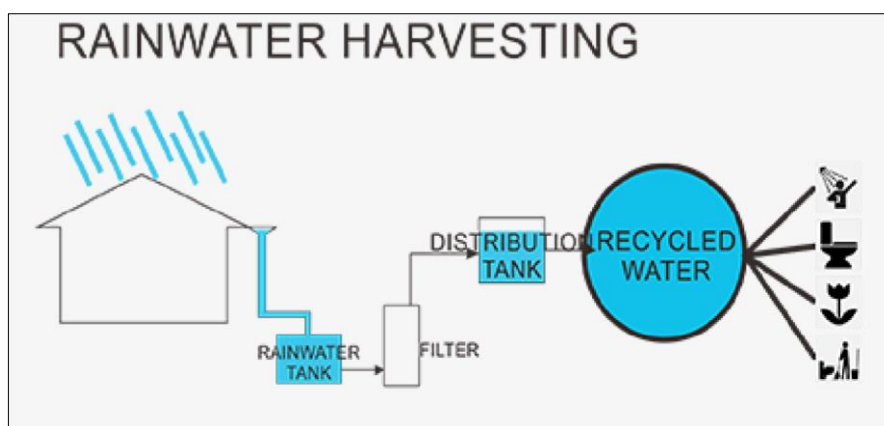 RAINWATER HARVESTING
DISTRIBUTION
TANK
RECYCLED
WATER
RAINWATER
TANK
FILTER